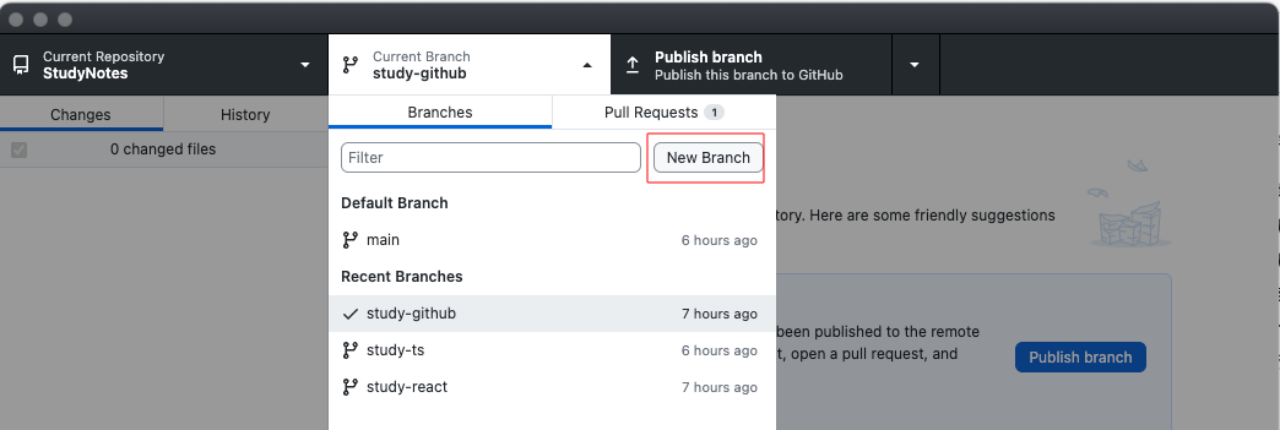 Current Repository
StudyNotes
Current Branch
study-github
Publish branch
Publish this branch to GitHub
Changes
History
0 changed files
Branches
Pull Requests 1
Filter
New Branch
Default Branch
main
6 hours ago
Recent Branches
study-github
7 hours ago
study-ts
6 hours ago
study-react
7 hours ago
tory. Here are some friendly suggestions
been published to the remote
t, open a pull request, and
Publish branch